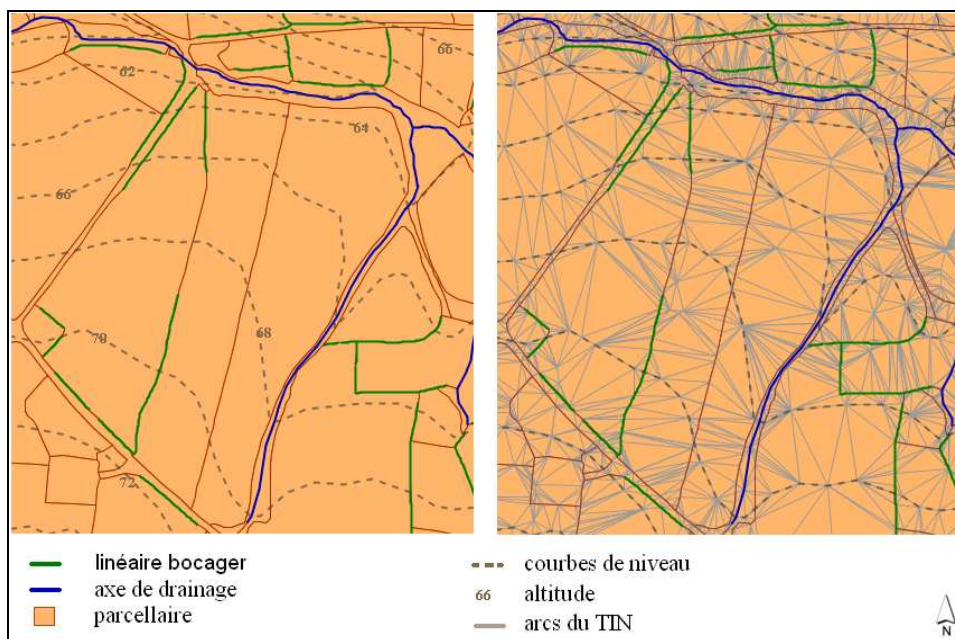 62
66
64
66
70
68
72
linéaire bocager
axe de drainage
parcellaire
courbes de niveau
66 altitude
arcs du TIN
N